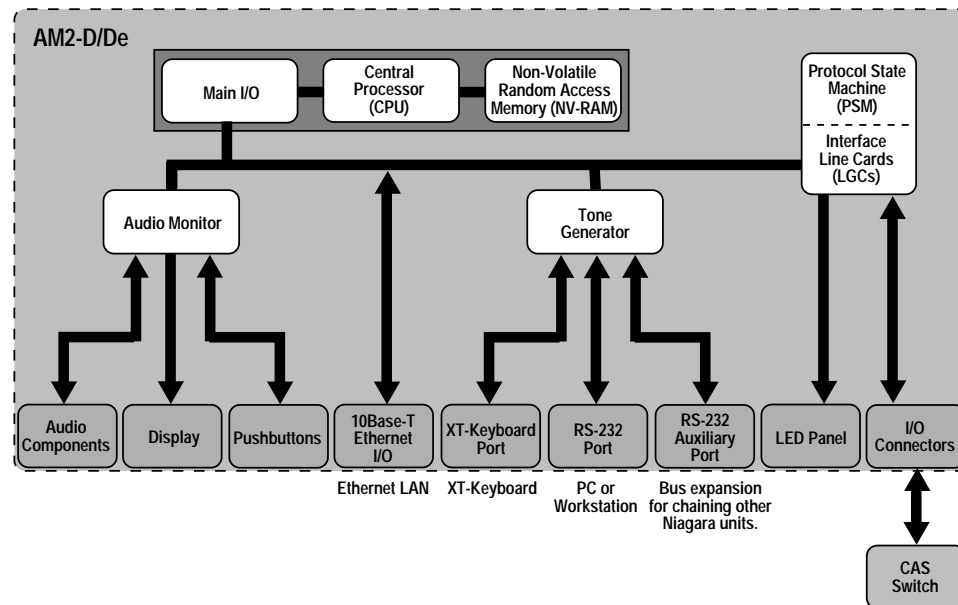 AM2-D/De
Main I/O
Central
Processor
(CPU)
Non-Volatile
Random Access
Memory (NV-RAM)
Protocol State
Machine
(PSM)
Interface
Line Cards
(LGCs)
Audio Monitor
Tone
Generator
Audio
Components
Display
Pushbuttons
10Base-T
Ethernet
I/O
XT-Keyboard
Port
RS-232
Port
RS-232
Auxiliary
Port
LED Panel
I/O
Connectors
Ethernet LAN
XT-Keyboard
PC or
Workstation
Bus expansion
for chaining other
Niagara units.
CAS
Switch